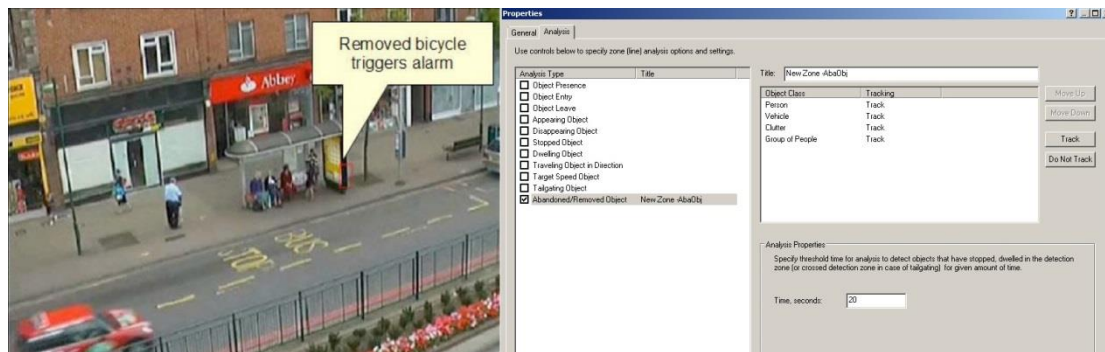 Removed bicycle
triggers alarm
Abbey
BUS
STOP
Properties
General
Analysis
Use controls below to specify zone (line) analysis options and settings.
Analysis Type Title
Object Presence
Object Entry
Object Leave
Appearing Object
Disappearing Object
Stopped Object
Dwelling Object
Traveling Object in Direction
Target Speed Object
Tailgating Object
Abandoned/Removed Object New Zone -AbaObj
Title: New Zone -AbaObj
Object Class Tracking
Person Track
Vehicle Track
Clutter Track
Group of People Track
Move Up
Move Down
Track
Do Not Track
Analysis Properties
Specify threshold time for analysis to detect objects that have stopped, dwelled in the detection
zone (or crossed detection zone in case of tailgating) for given amount of time.
Time, seconds: 20